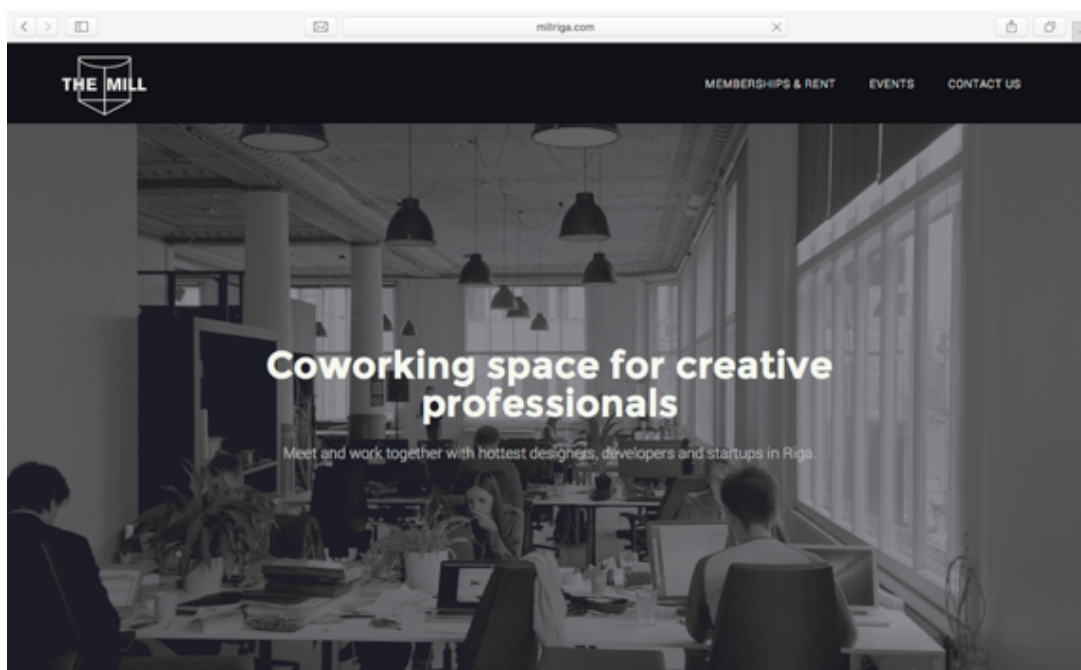 millriga.com
THE MILL
MEMBERSHIPS & RENT EVENTS CONTACT US
Coworking space for creative
professionals
Meet and work together with hottest designers, developers and startups in Riga.